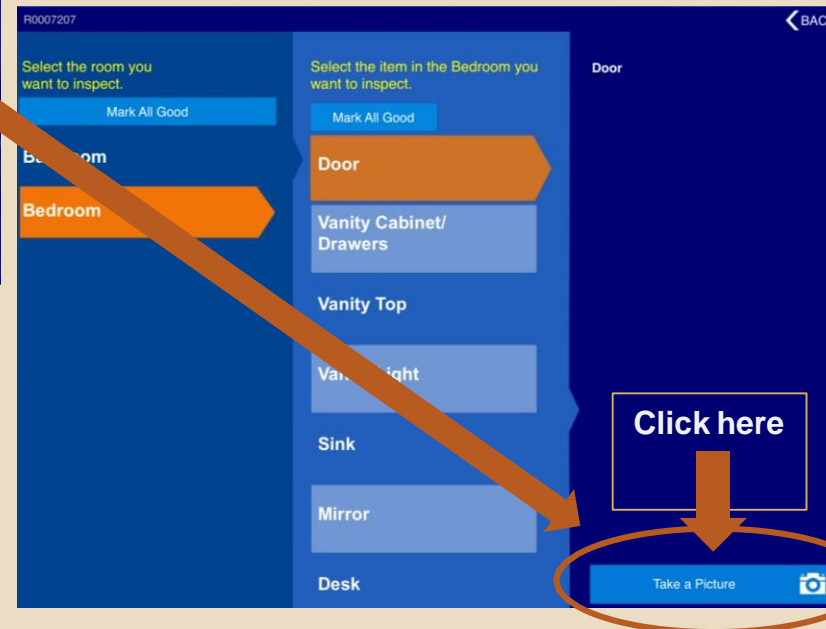 R0007207
BAC
Select the room you
want to inspect.
Mark All Good
Bedroom
Select the item in the Bedroom you
want to inspect.
Mark All Good
Door
Vanity Cabinet/
Drawers
Vanity Top
Sink
Mirror
Desk
Door
Click here
Take a Picture